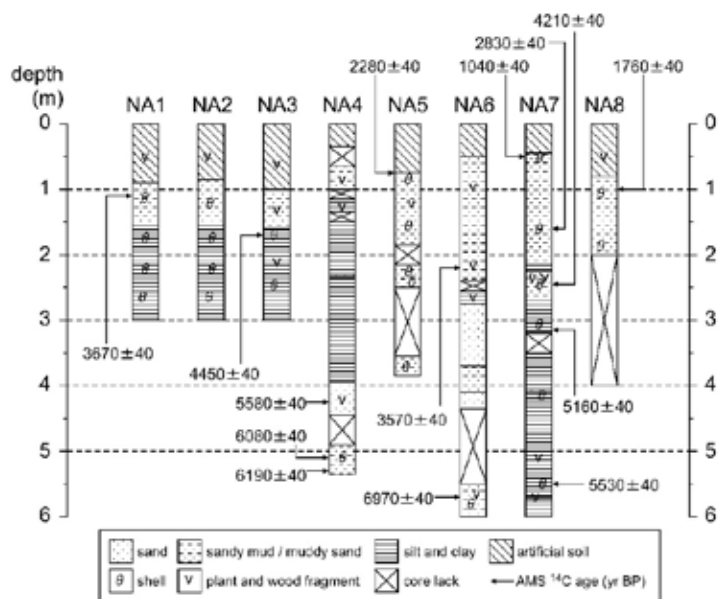 4210±40
2830±40
depth
(m)
2280±40
1040±40
1760±40
NA1
NA2
NA3
NA4
NA5
NA6
NA7
NA8
0
0
1
1
2
2
3
3
4
4
5
5
6
6
3670±40
4450±40
5580±40
6080±40
6190±40
3570±40
6970±40
5160±40
5530±40
sand
sandy mud / muddy sand
silt and clay
artificial soil
θ shell
v plant and wood fragment
core lack
AMS ¹⁴C age (yr BP)